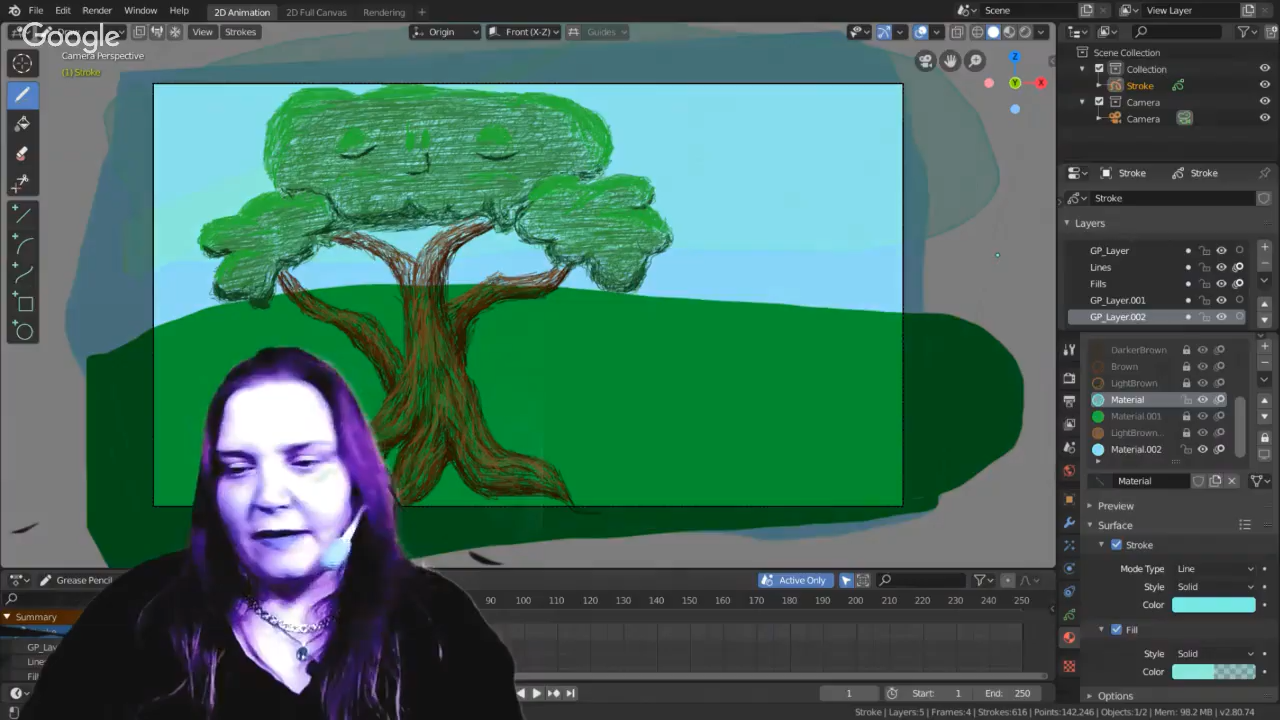 File Edit Render Window Help 2D Animation 2D Full Canvas Rendering + Scene View Layer
Google
View Strokes Origin Front (X-Z) Guides
Camera Perspective
(1) Stroke
Z
Y
X
Scene Collection
Collection
Stroke
Camera
Camera
Stroke Stroke
Stroke
Layers
GP_Layer
Lines
Fills
GP_Layer.001
GP_Layer.002
DarkerBrown
Brown
LightBrown
Material
Material.001
LightBrown...
Material.002
Material
Preview
Surface
Stroke
Mode Type Line
Style Solid
Color
Fill
Style Solid
Color
Options
Grease Pencil Active Only
90 100 110 120 130 140 150 160 170 180 190 200 210 220 230 240 250
Summary
GP_Lay
Line
Fill
1 Start: 1 End: 250
Stroke | Layers:5 | Frames:4 | Strokes:616 | Points:142,246 | Objects:1/2 | Mem: 98.2 MB | v2.80.74